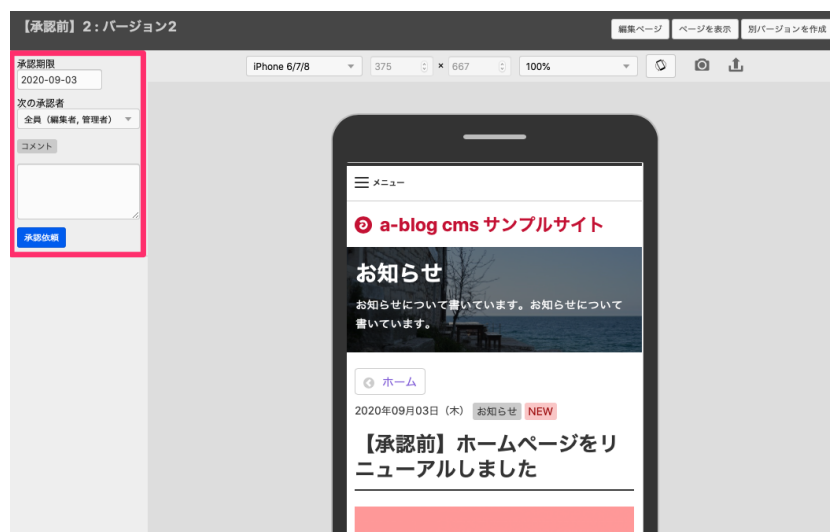 【承認前】2：バージョン2
編集ページ
ページを表示
別バージョンを作成
承認期限
2020-09-03
次の承認者
全員（編集者, 管理者）
コメント
承認依頼
iPhone 6/7/8
375
×
667
100%
メニュー
a-blog cms サンプルサイト
お知らせ
お知らせについて書いています。お知らせについて
書いています。
ホーム
2020年09月03日（木） お知らせ NEW
【承認前】ホームページをリ
ニューアルしました